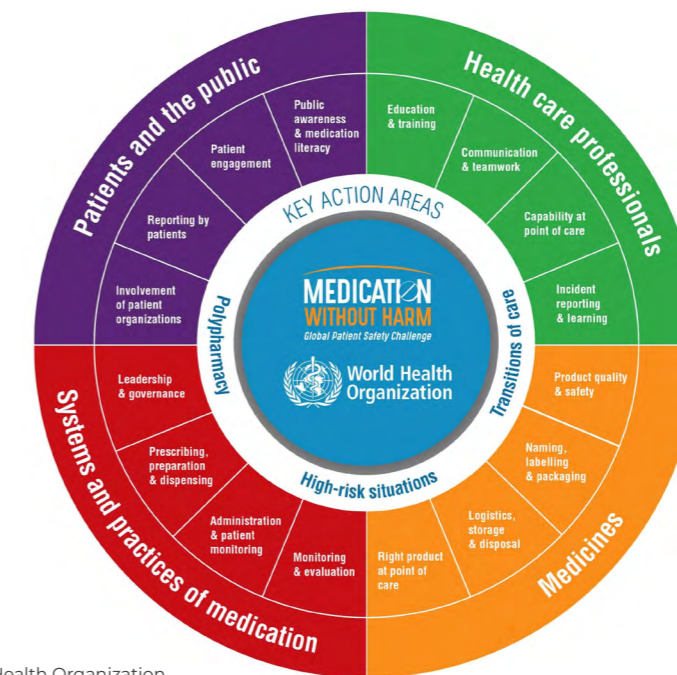 Patients and the public
Public
awareness
& medication
literacy
Patient
engagement
Reporting by
patients
Involvement
of patient
organizations
Health care professionals
Education
& training
Communication
& teamwork
Capability at
point of care
Incident
reporting
& learning
KEY ACTION AREAS
Polypharmacy
Transitions of care
High-risk situations
MEDICATION
WITHOUT HARM
Global Patient Safety Challenge
World Health
Organization
Systems and practices of medication
Leadership
& governance
Prescribing,
preparation
& dispensing
Administration
& patient
monitoring
Monitoring
& evaluation
Medicines
Product quality
& safety
Naming,
labelling
& packaging
Logistics,
storage
& disposal
Right product
at point of
care
Health Organization